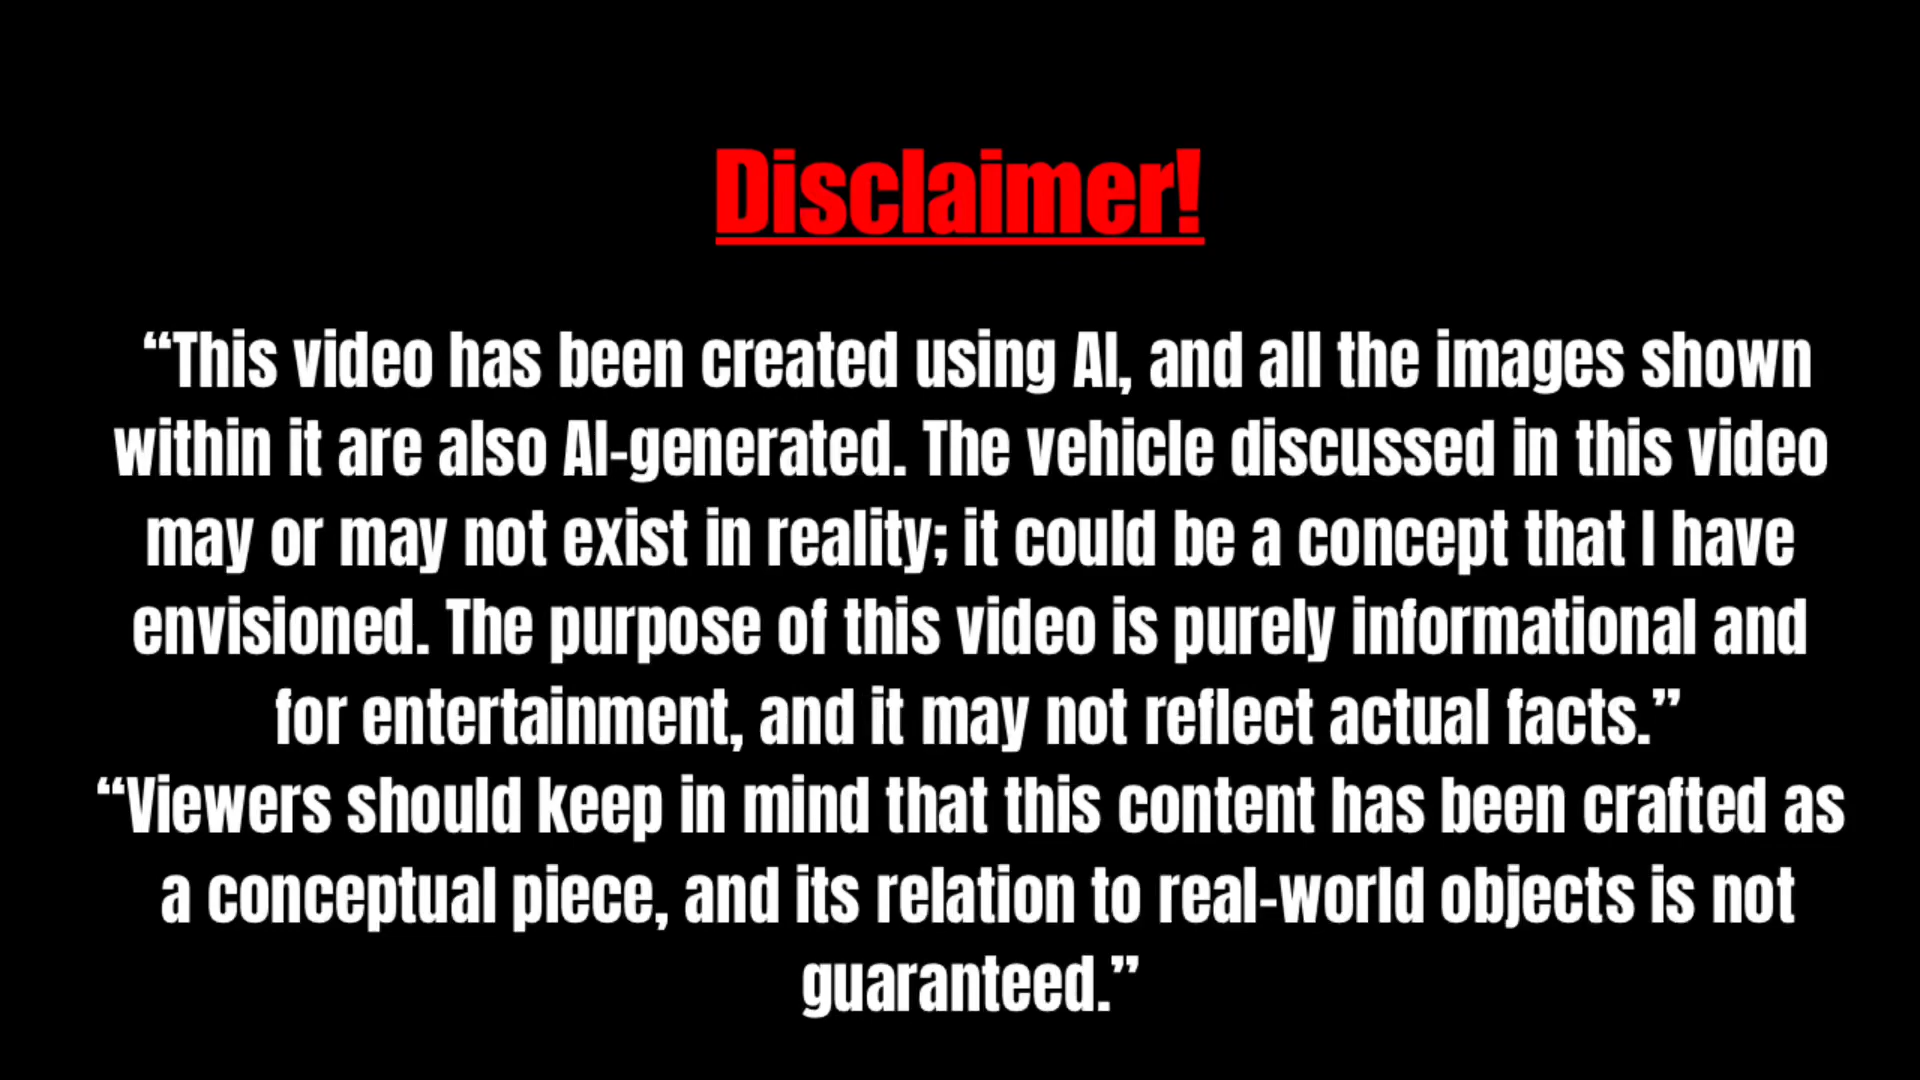 Disclaimer!
“This video has been created using AI, and all the images shown
within it are also AI-generated. The vehicle discussed in this video
may or may not exist in reality; it could be a concept that I have
envisioned. The purpose of this video is purely informational and
for entertainment, and it may not reflect actual facts.”
“Viewers should keep in mind that this content has been crafted as
a conceptual piece, and its relation to real-world objects is not
guaranteed.”